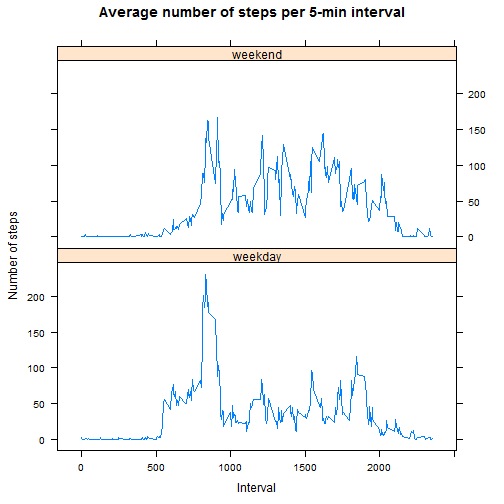 Average number of steps per 5-min interval
weekend
200
150
100
50
0
weekday
200
150
100
50
0
Number of steps
0 500 1000 1500 2000
Interval